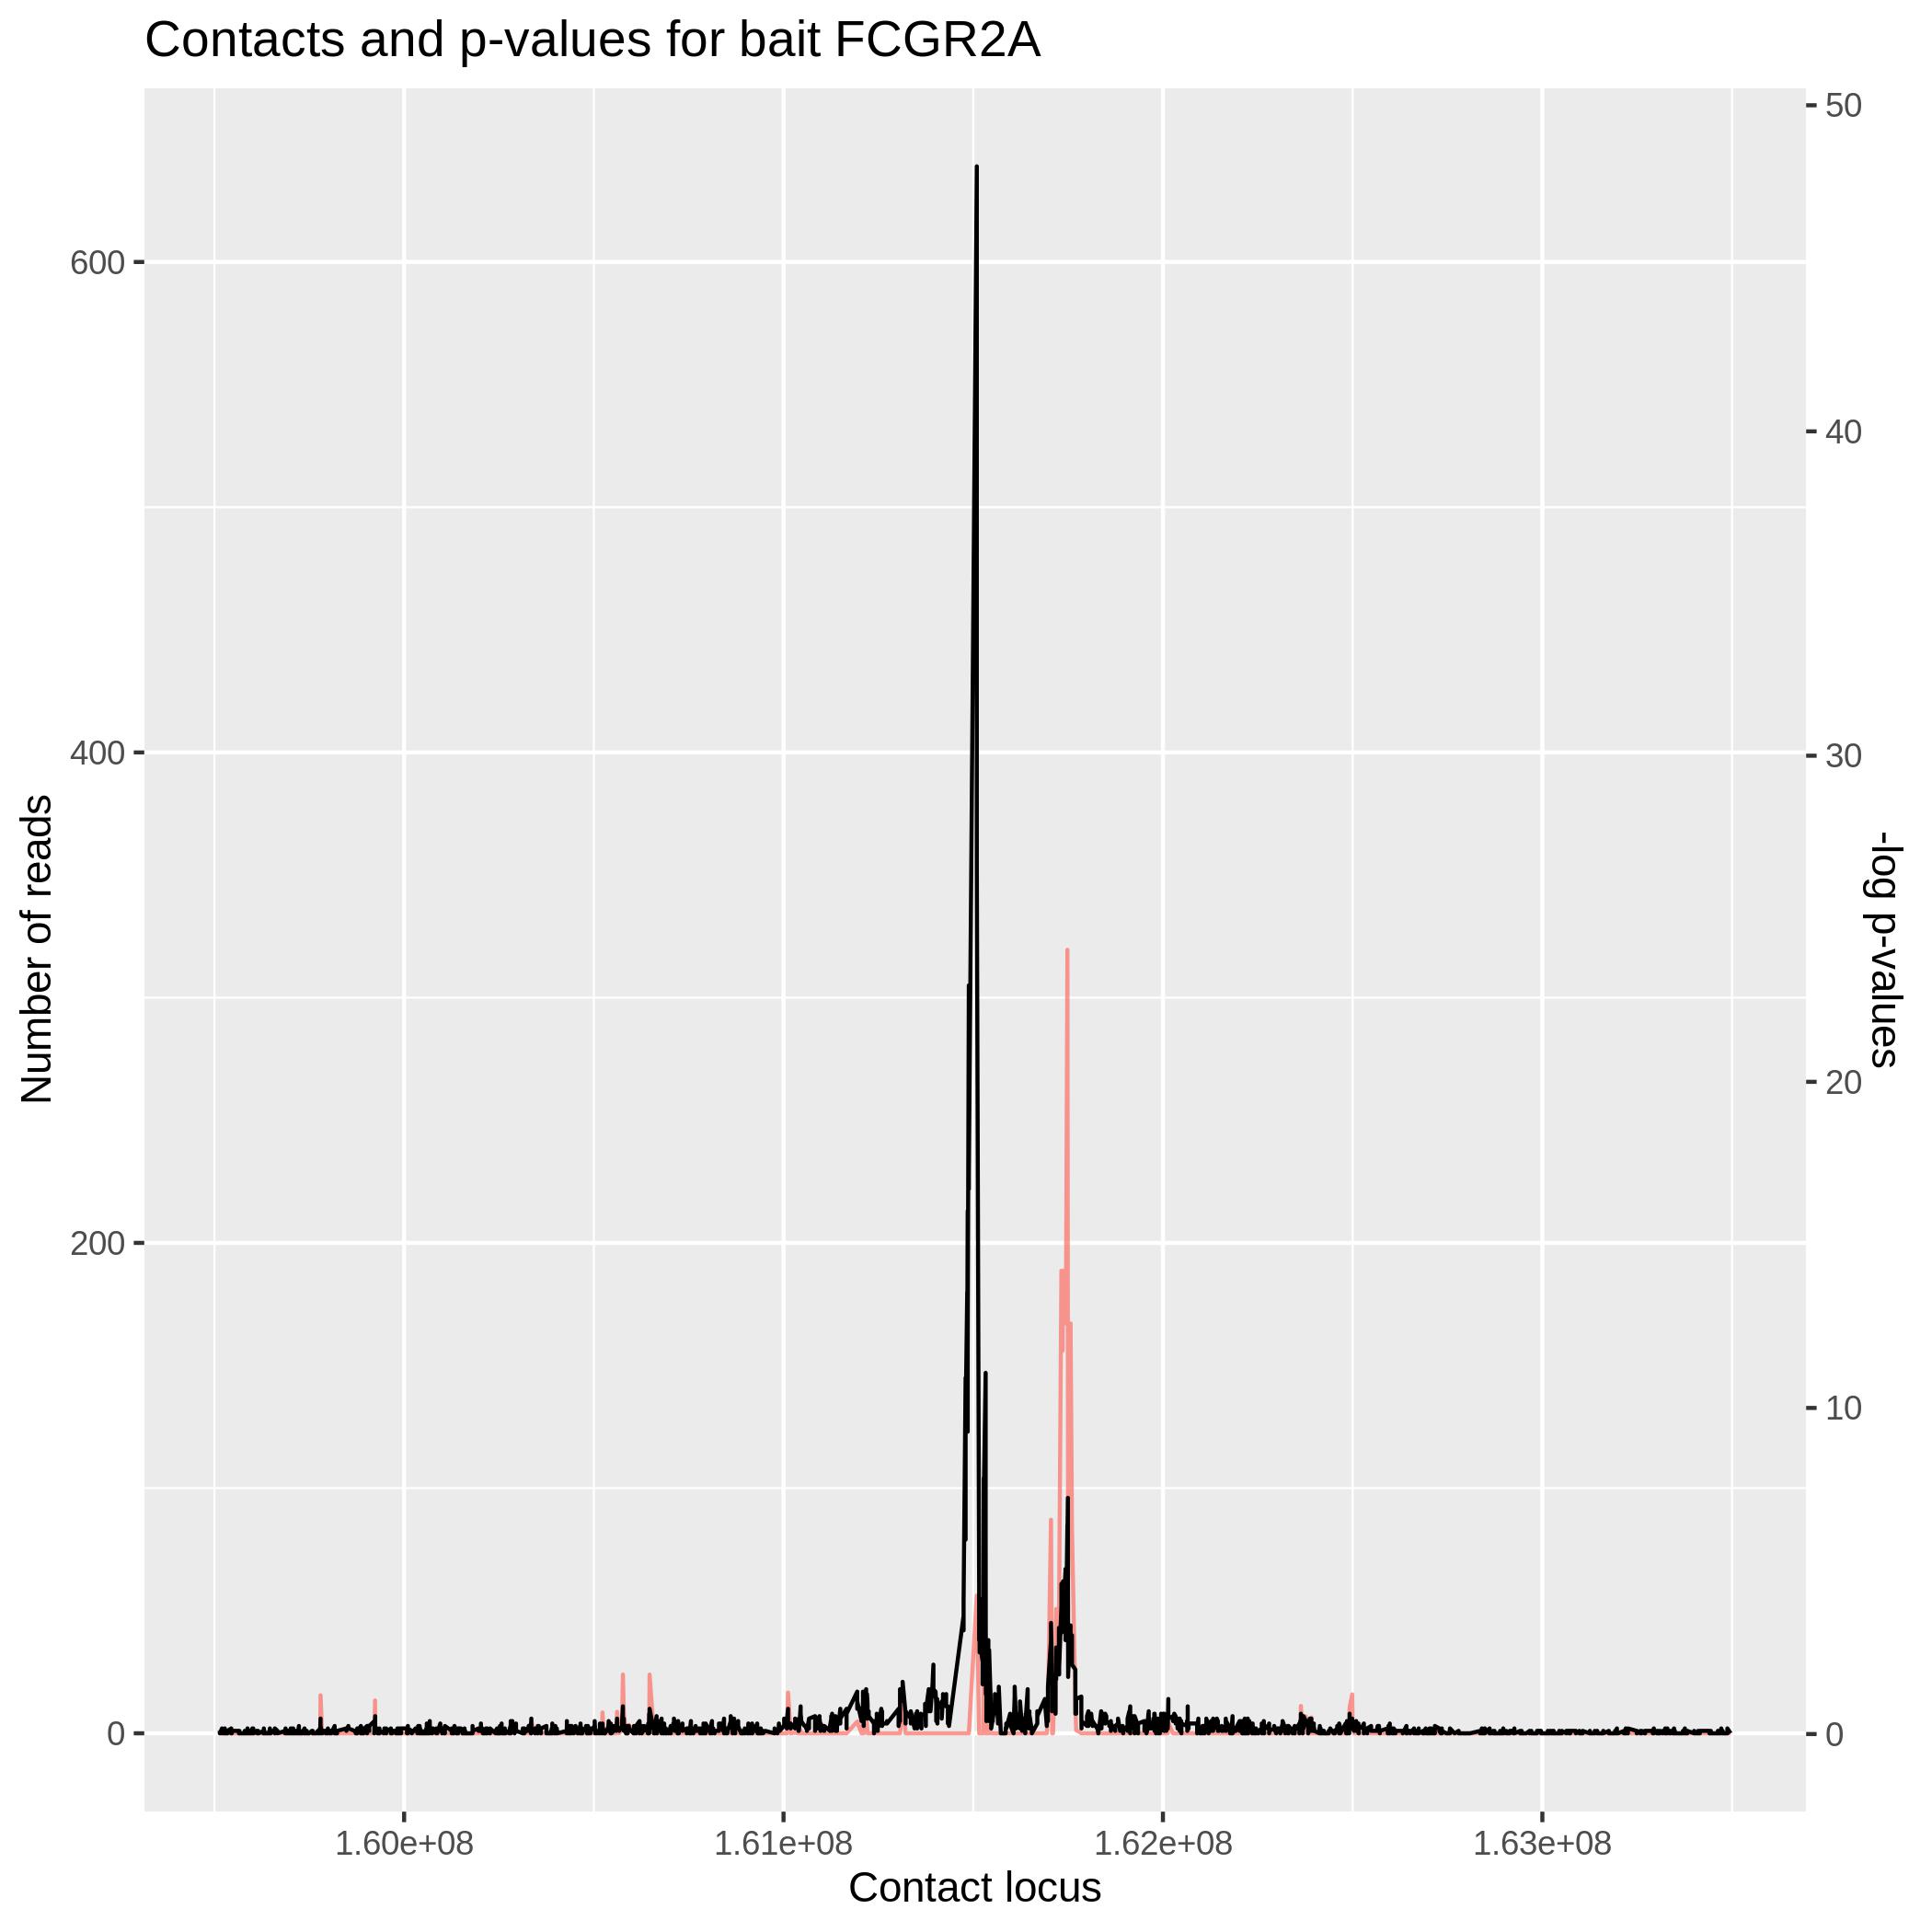 Contacts and p-values for bait FCGR2A
Number of reads
600
400
200
0
50
40
30
20
10
0
-log p-values
1.60e+08
1.61e+08
1.62e+08
1.63e+08
Contact locus